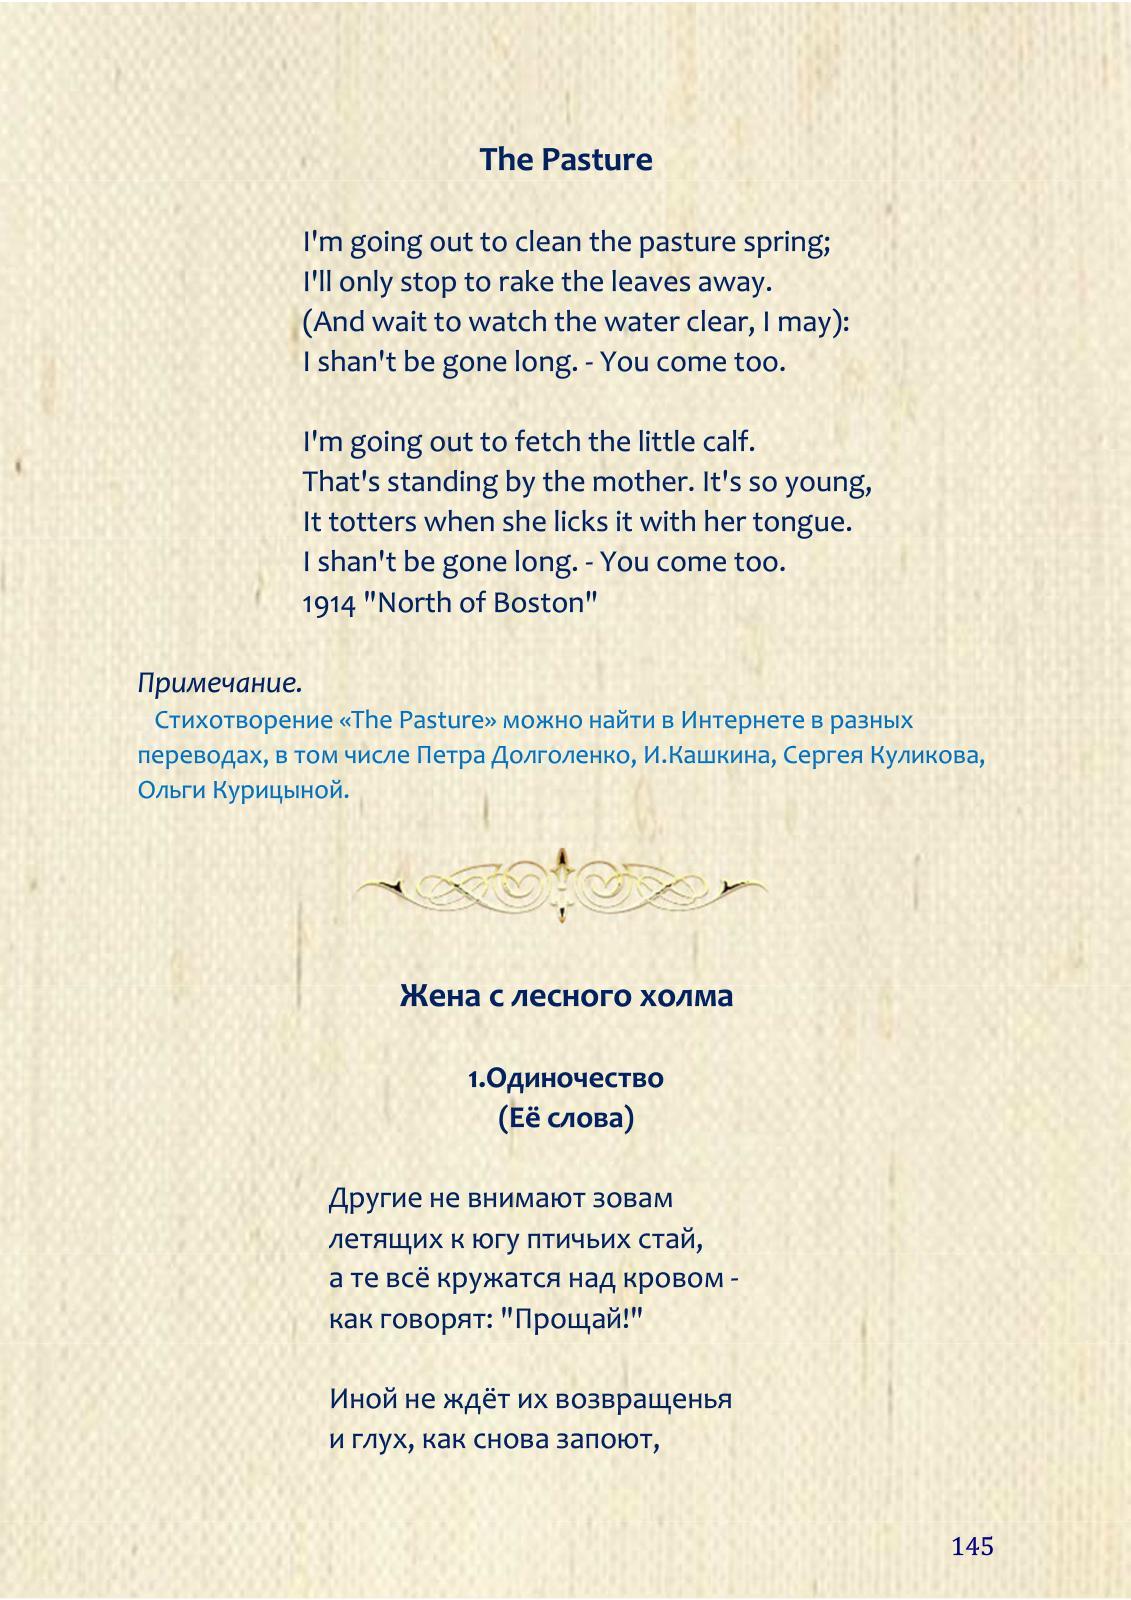 The Pasture
I'm going out to clean the pasture spring;
I'll only stop to rake the leaves away.
(And wait to watch the water clear, I may):
I shan't be gone long. - You come too.
I'm going out to fetch the little calf.
That's standing by the mother. It's so young,
It totters when she licks it with her tongue.
I shan't be gone long. - You come too.
1914 "North of Boston"
Примечание.
Стихотворение «The Pasture» можно найти в Интернете в разных
переводах, в том числе Петра Долголенко, И.Кашкина, Сергея Куликова,
Ольги Курицыной.
Жена с лесного холма
1.Одиночество
(Её слова)
Другие не внимают зовам
летящих к югу птичьих стай,
а те всё кружатся над кровом -
как говорят: "Прощай!"
Иной не ждёт их возвращенья
и глух, как снова запоют,
145